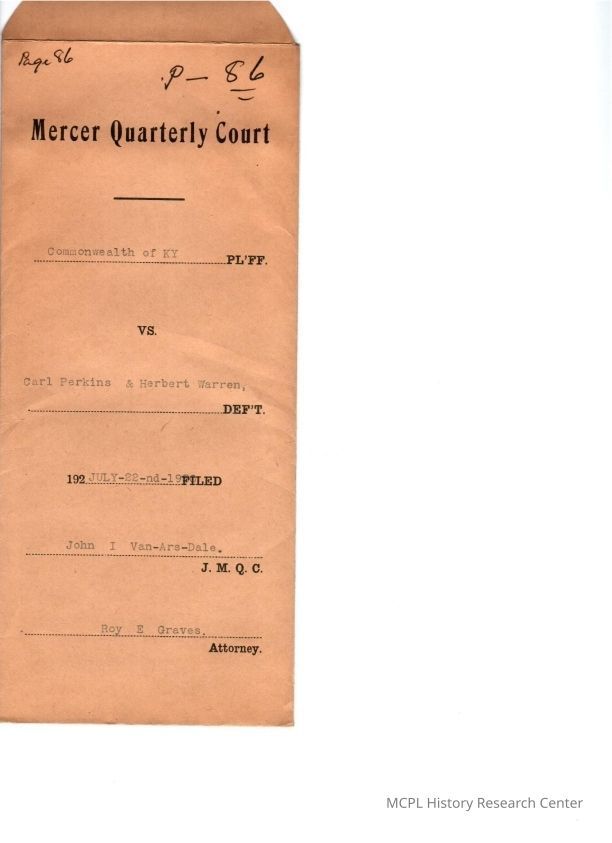 Page 86
P — 86
Mercer Quarterly Court
Commonwealth of KY
PL'FF.
VS.
Carl Perkins & Herbert Warren,
DEF'T.
192 JULY-22-nd-19 FILED
John I Van-Ars-Dale.
J. M. Q. C.
Roy E Graves.
Attorney.
MCPL History Research Center